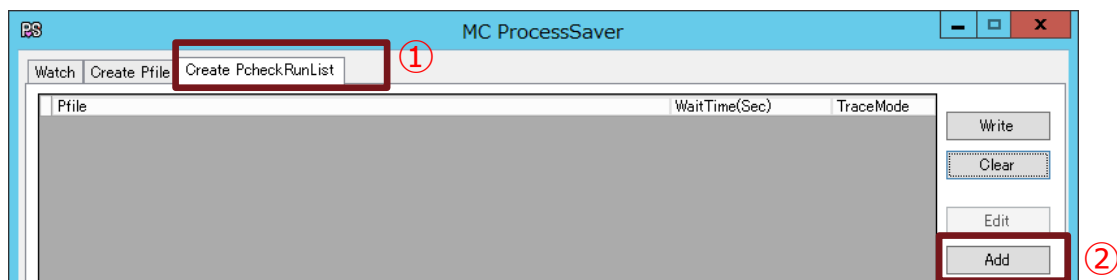 PS
MC ProcessSaver
①
Watch Create Pfile Create PcheckRunList
Pfile WaitTime(Sec) TraceMode
Write
Clear
Edit
Add
②